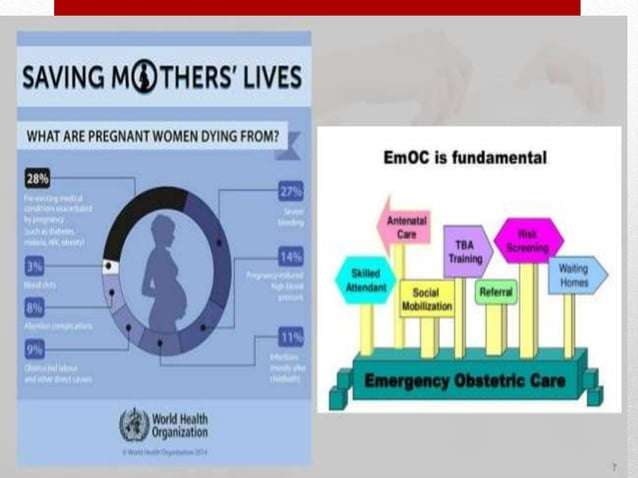 SAVING MOTHERS' LIVES
WHAT ARE PREGNANT WOMEN DYING FROM?
28%
Pre-existing medical
conditions exacerbated
by pregnancy
(such as diabetes,
malaria, HIV, obesity)
3%
Blood clots
8%
Abortion complications
9%
Obstructed labour
and other direct causes
27%
Severe
bleeding
14%
Pregnancy-induced
high blood
pressure
11%
Infections
(mostly after
childbirth)
World Health
Organization
© World Health Organization 2014
EmOC is fundamental
Antenatal
Care
Risk
Screening
TBA
Training
Skilled
Attendant
Waiting
Homes
Social
Mobilization
Referral
Emergency Obstetric Care
7